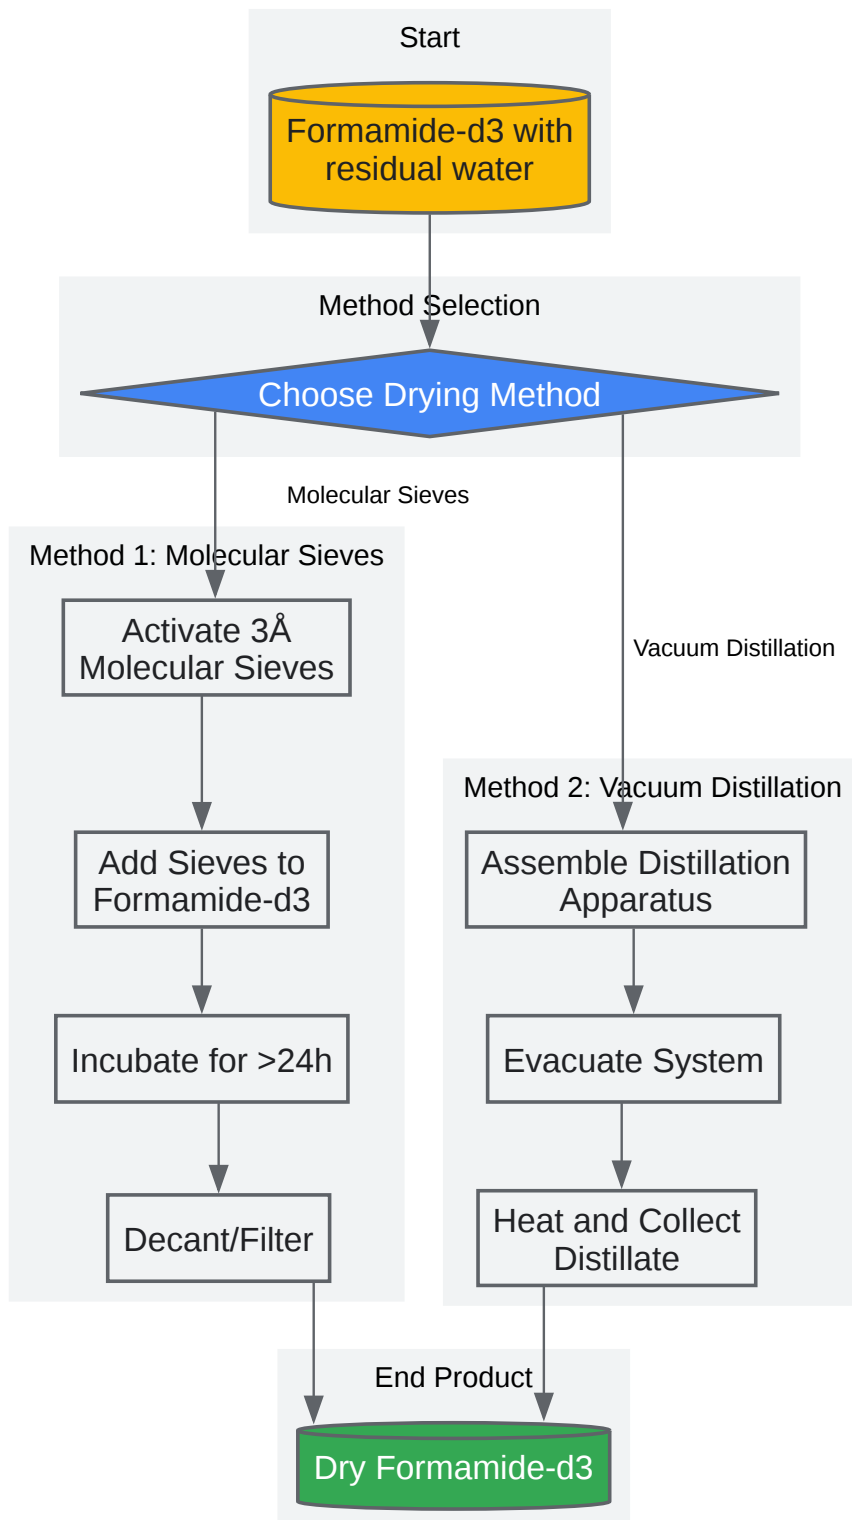 Start
Formamide-d3 with
residual water
Method Selection
Choose Drying Method
Molecular Sieves
Method 1: Molecular Sieves
Activate 3Å
Molecular Sieves
Add Sieves to
Formamide-d3
Incubate for >24h
Decant/Filter
Vacuum Distillation
Method 2: Vacuum Distillation
Assemble Distillation
Apparatus
Evacuate System
Heat and Collect
Distillate
End Product
Dry Formamide-d3